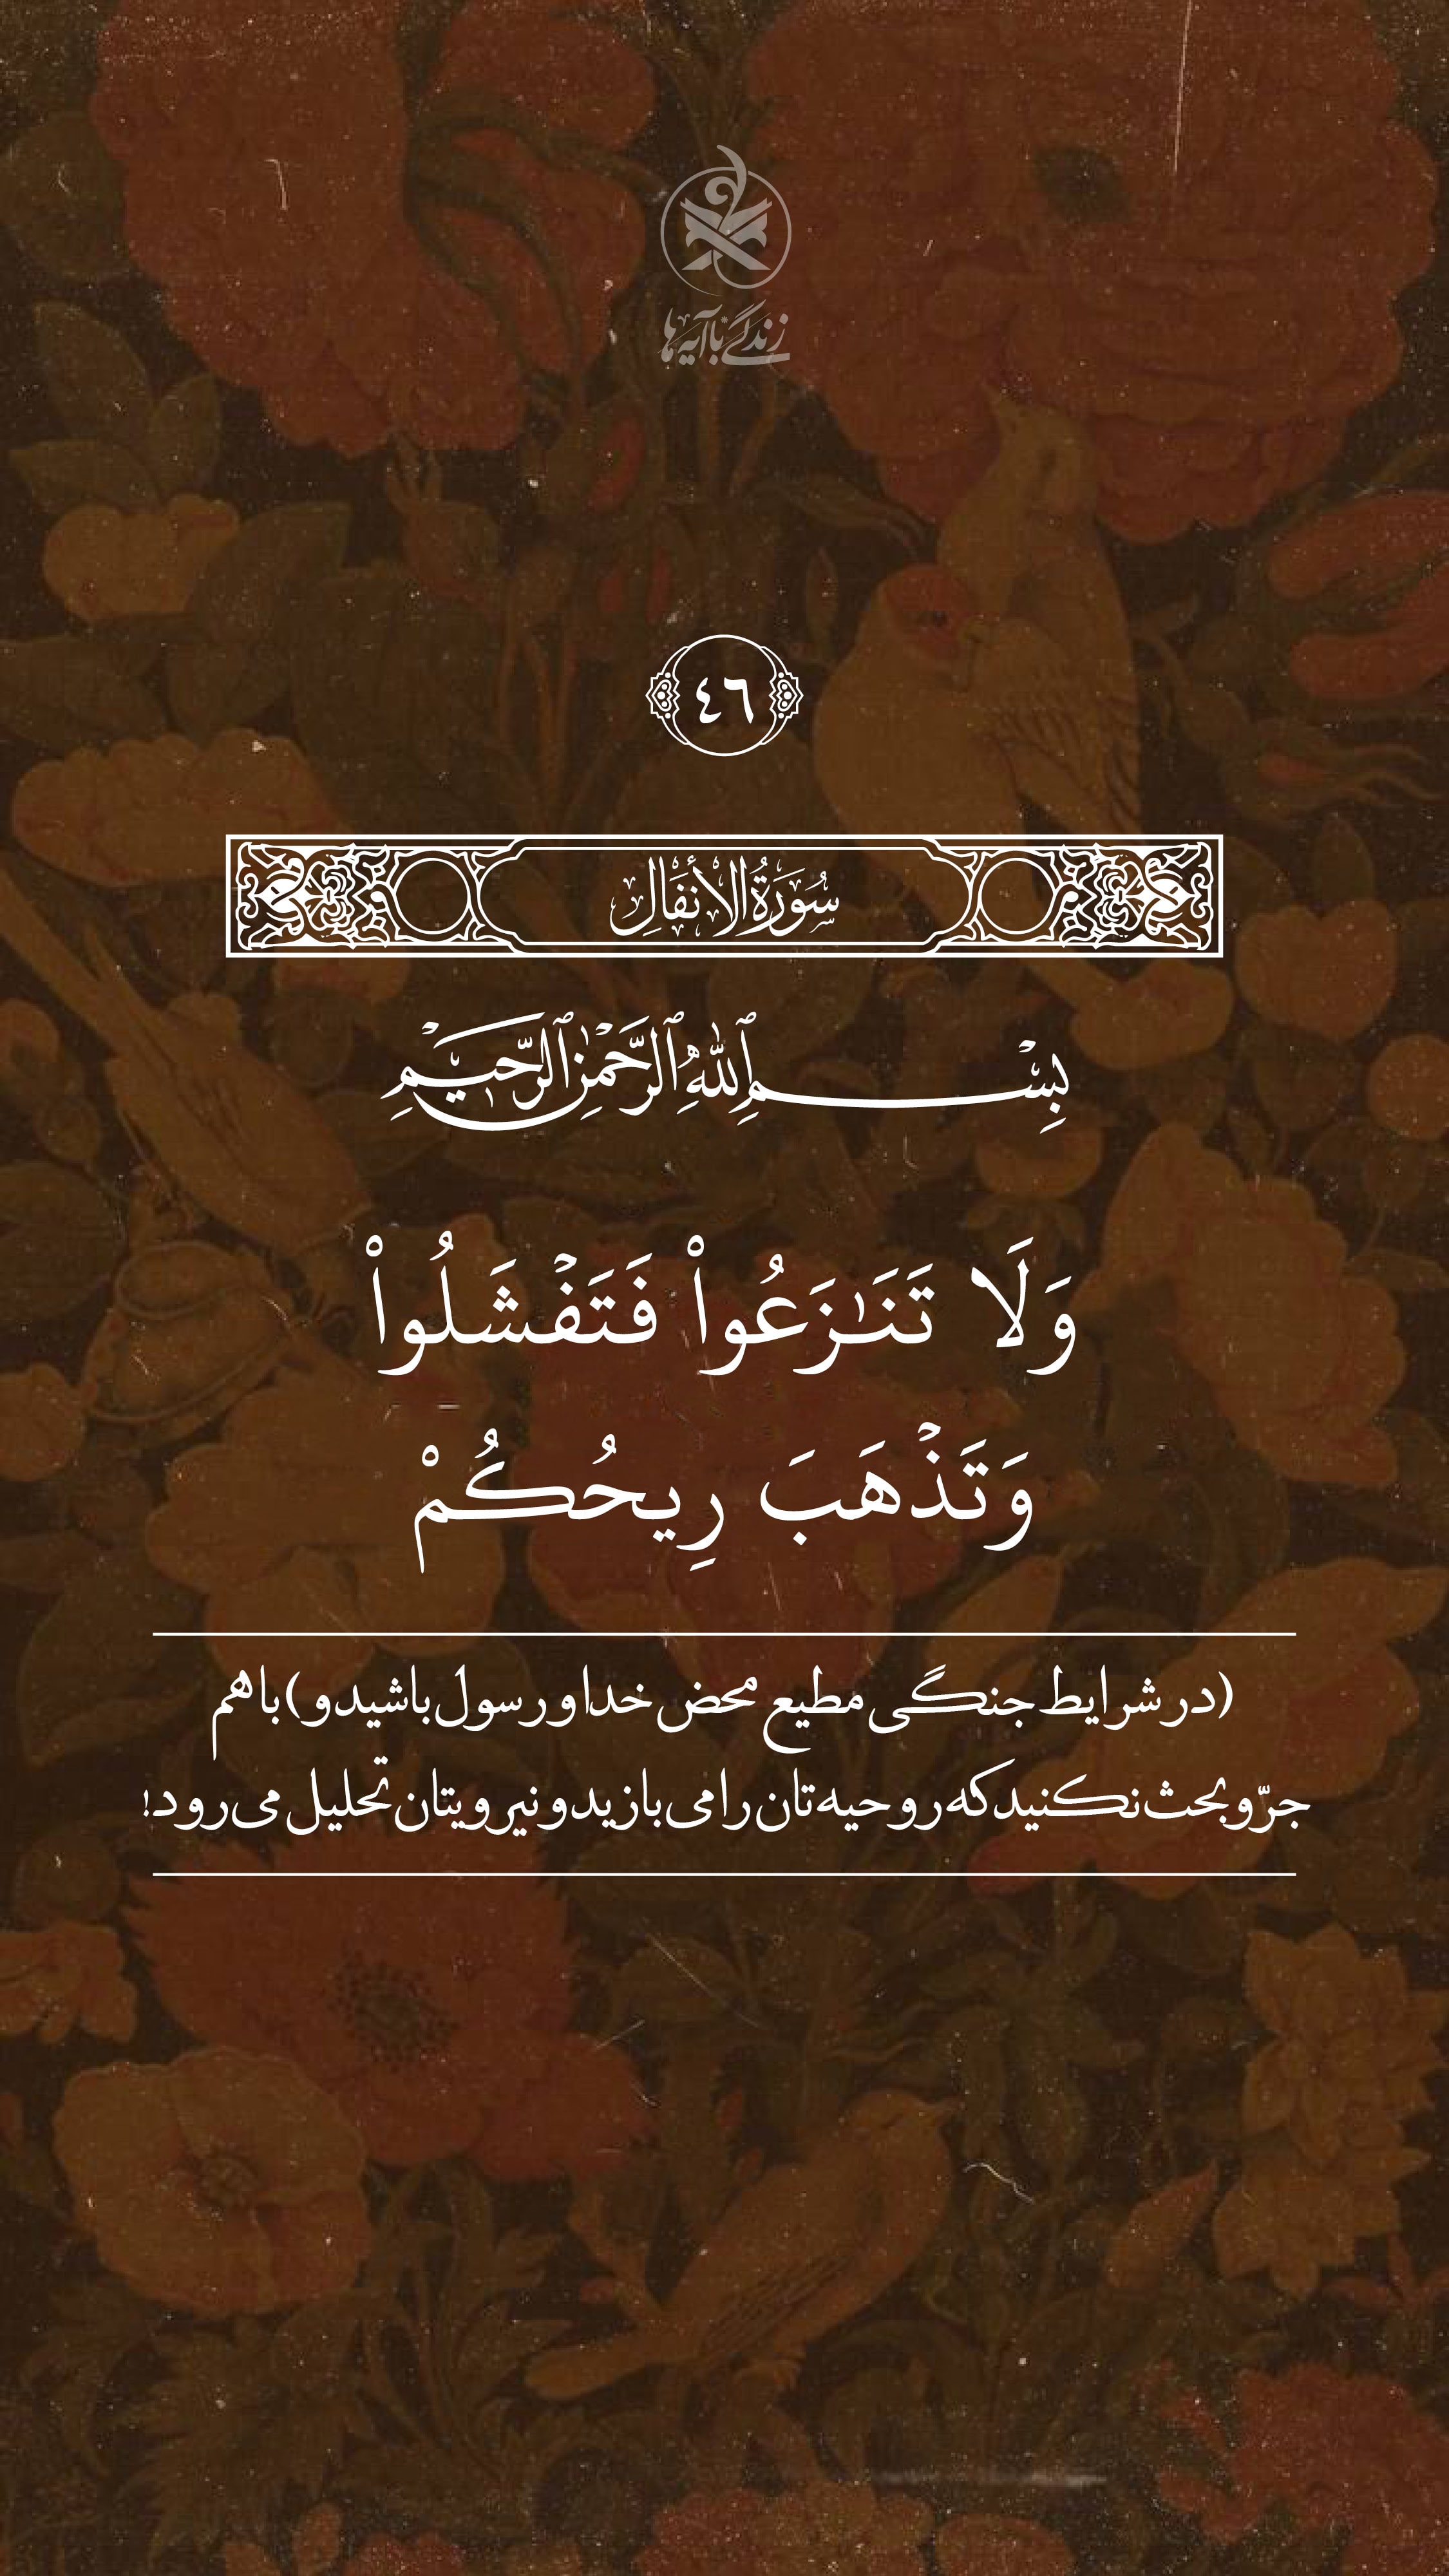 زندگی با آیه‌ها
٤٦
سُورَةُ الأَنْفَالِ
بِسْمِ ٱللَّهِ ٱلرَّحْمَٰنِ ٱلرَّحِيمِ
وَلَا تَنَـٰزَعُوا۟ فَتَفْشَلُوا۟
وَتَذْهَبَ رِيحُكُمْ
(در شرایط جنگی مطیع محض خدا و رسول باشید و) با هم
جرّ و بحث نکنید که روحیه‌تان را می‌بازید و نیرویتان تحلیل می‌رود!